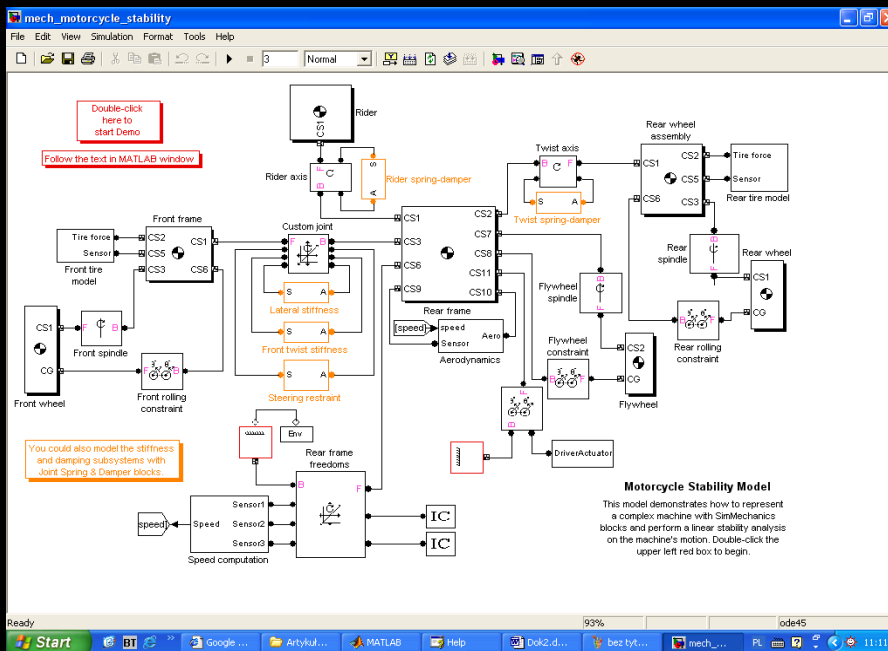 mech_motorcycle_stability
File Edit View Simulation Format Tools Help
3
Normal
Double-click
here to
start Demo
Follow the text in MATLAB window
CS1
Rider
Rider axis
F
B
S
A
Rider spring-damper
Twist axis
B F
S A
Twist spring-damper
Rear wheel
assembly
CS1
CS6
CS2
CS5
CS3
Tire force
Sensor
Rear tire model
Front frame
Tire force
Sensor
Front tire
model
CS2
CS5
CS3
CS1
CS6
Custom joint
F B
S A
Lateral stiffness
S A
Front twist stiffness
S A
Steering restraint
CS1
CS3
CS6
CS9
CS2
CS7
CS8
CS11
CS10
Rear frame
[speed]
speed
Sensor
Aero
Aerodynamics
Rear
spindle
B
F
Rear wheel
CS1
CG
B F
Rear rolling
constraint
Flywheel
spindle
B
F
Flywheel
constraint
B F
CS2
CG
Flywheel
CS1
CG
Front wheel
F B
Front spindle
F B
Front rolling
constraint
F
B
DriverActuator
Env
You could also model the stiffness
and damping subsystems with
Joint Spring & Damper blocks.
Rear frame
freedoms
B
F
IC
IC
[speed]
Speed
Sensor1
Sensor2
Sensor3
Speed computation
Motorcycle Stability Model
This model demonstrates how to represent
a complex machine with SimMechanics
blocks and perform a linear stability analysis
on the machine's motion. Double-click the
upper left red box to begin.
Ready
93%
ode45
Start
BT
Google ...
Artykuł...
MATLAB
Help
Dok2.d...
bez tyt...
mech_...
PL
11:11